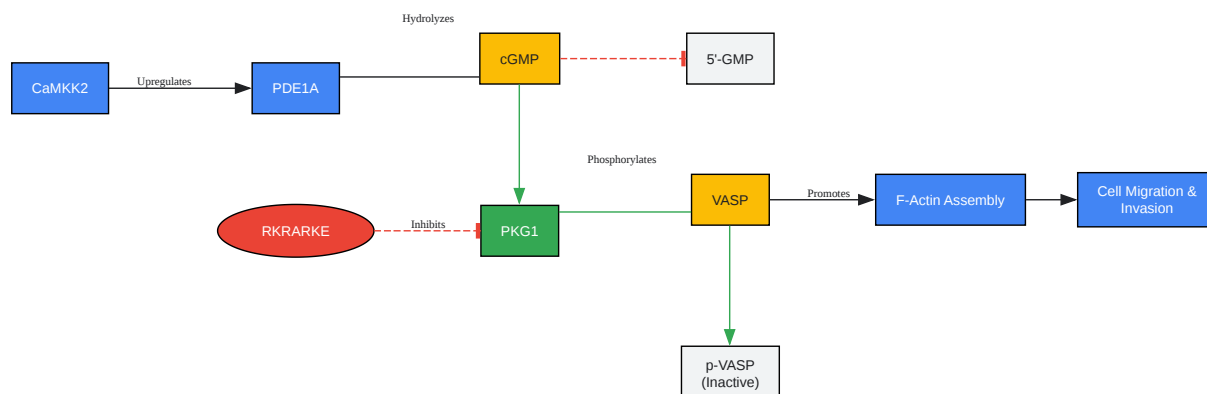 Hydrolyzes
cGMP
5'-GMP
CaMKK2
Upregulates
PDE1A
Phosphorylates
VASP
Promotes
F-Actin Assembly
Cell Migration &
Invasion
RKRARKE
Inhibits
PKG1
p-VASP
(Inactive)